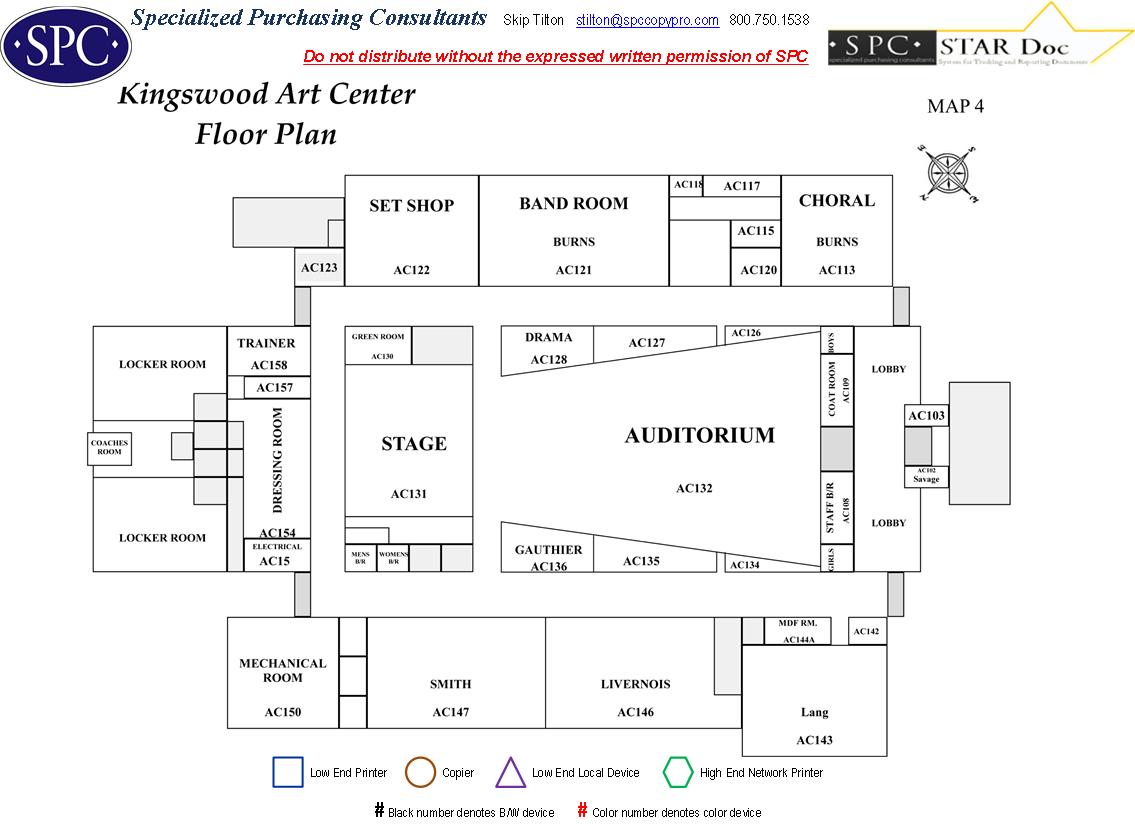 SPC
Specialized Purchasing Consultants Skip Tilton stilton@spccopypro.com 800.750.1538
Do not distribute without the expressed written permission of SPC
SPC
specialized purchasing consultants
STAR Doc
System for Tracking and Reporting Documents
Kingswood Art Center
Floor Plan
MAP 4
N
S
SET SHOP
AC122
BAND ROOM
BURNS
AC121
AC118
AC117
AC115
AC120
CHORAL
BURNS
AC113
AC123
LOCKER ROOM
TRAINER
AC158
AC157
GREEN ROOM
AC130
DRAMA
AC128
AC127
AC126
BOYS
COAT ROOM
AC109
LOBBY
AC103
COACHES
ROOM
DRESSING ROOM
AC154
STAGE
AC131
AUDITORIUM
AC132
AC102
Savage
STAFF B/R
AC108
LOBBY
LOCKER ROOM
ELECTRICAL
AC15
MENS
B/R
WOMENS
B/R
GAUTHIER
AC136
AC135
AC134
GIRLS
MECHANICAL
ROOM
AC150
SMITH
AC147
LIVERNOIS
AC146
MDF RM.
AC144A
AC142
Lang
AC143
Low End Printer
Copier
Low End Local Device
High End Network Printer
# Black number denotes B/W device
# Color number denotes color device